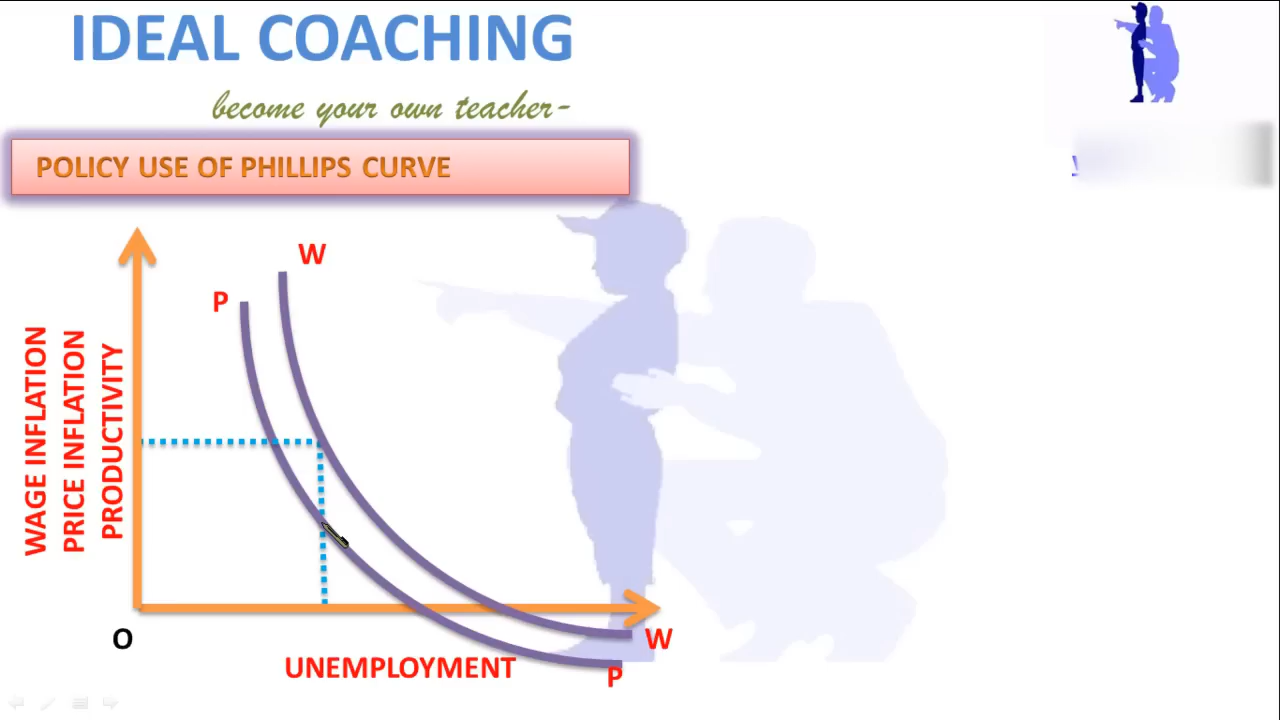 IDEAL COACHING
become your own teacher-
POLICY USE OF PHILLIPS CURVE
W
P
WAGE INFLATION
PRICE INFLATION
PRODUCTIVITY
O
W
UNEMPLOYMENT
P